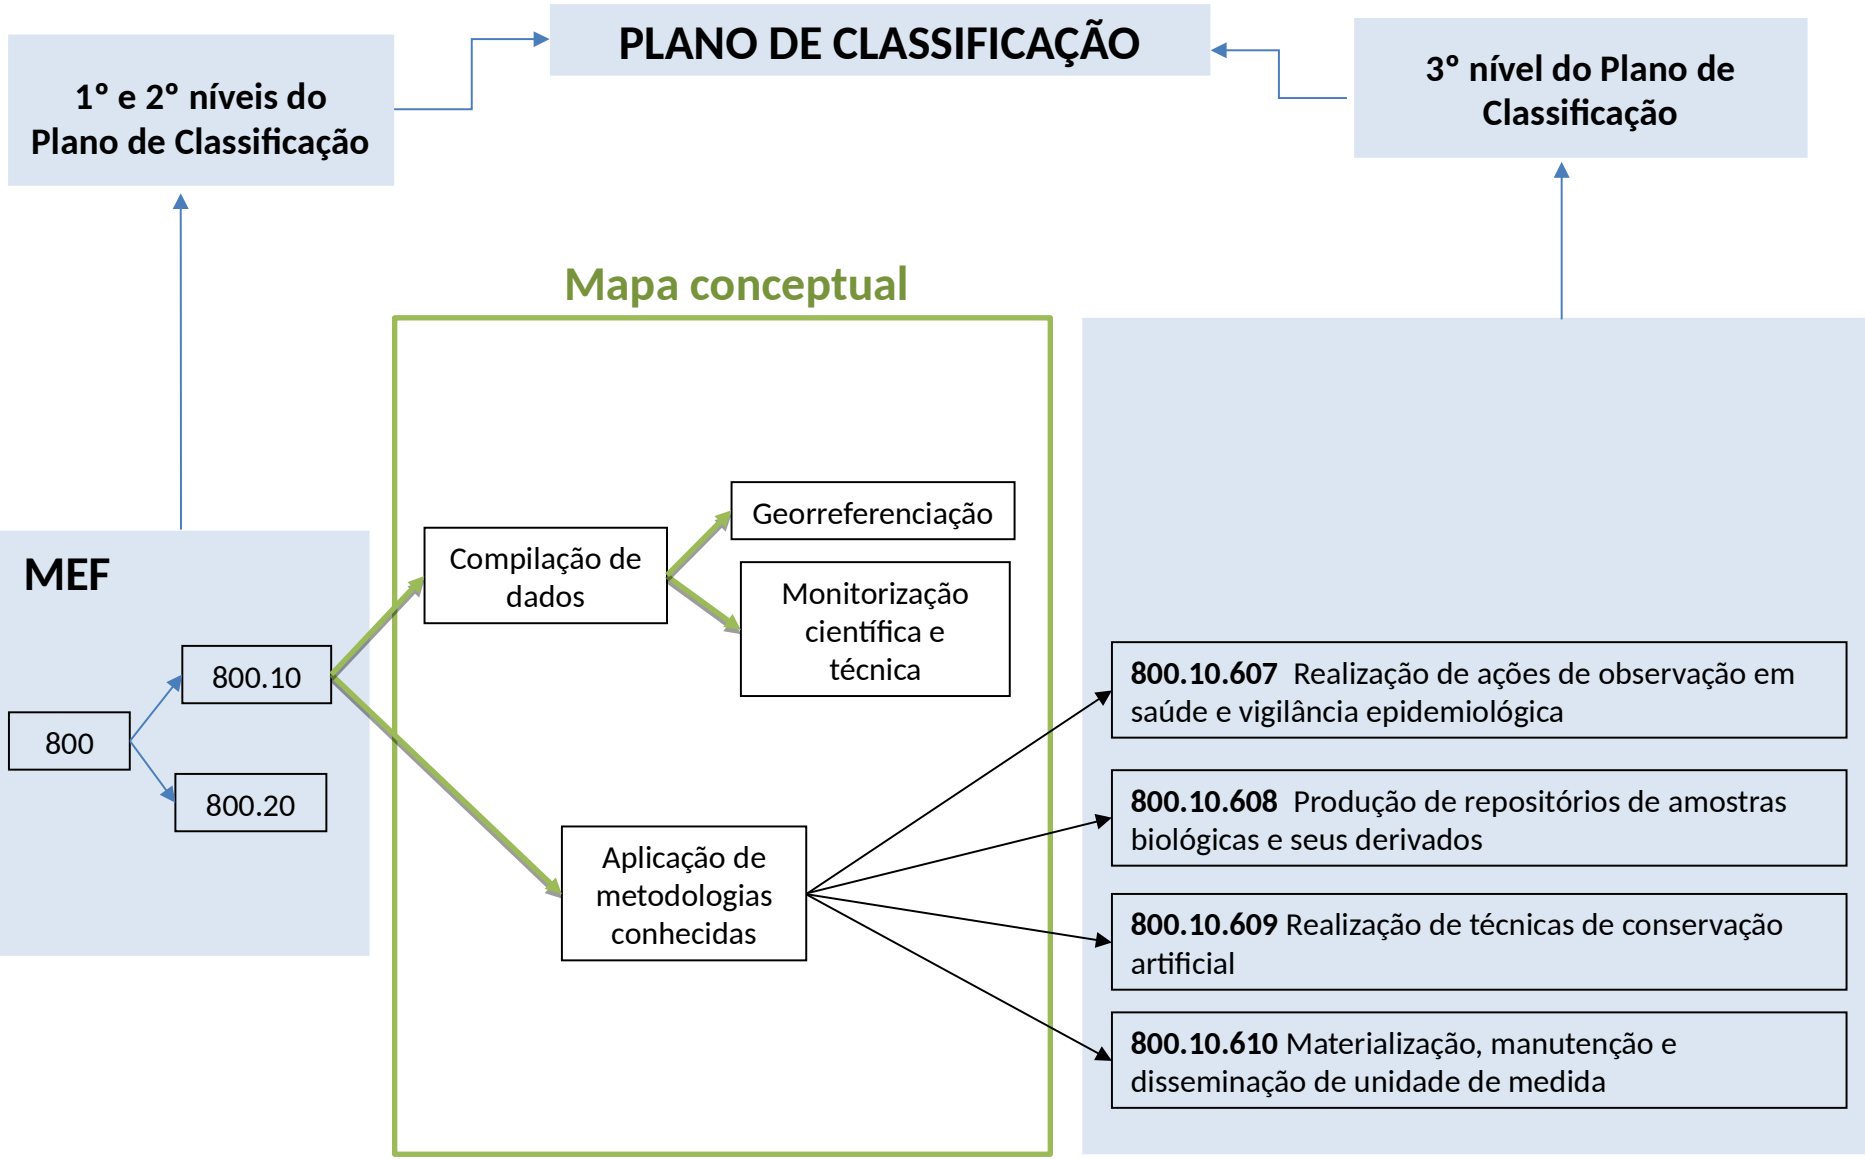 PLANO DE CLASSIFICAÇÃO
1º e 2º níveis do
Plano de Classificação
3º nível do Plano de
Classificação
Mapa conceptual
MEF
800
800.10
800.20
Compilação de
dados
Georreferenciação
Monitorização
científica e
técnica
Aplicação de
metodologias
conhecidas
800.10.607 Realização de ações de observação em
saúde e vigilância epidemiológica
800.10.608 Produção de repositórios de amostras
biológicas e seus derivados
800.10.609 Realização de técnicas de conservação
artificial
800.10.610 Materialização, manutenção e
disseminação de unidade de medida